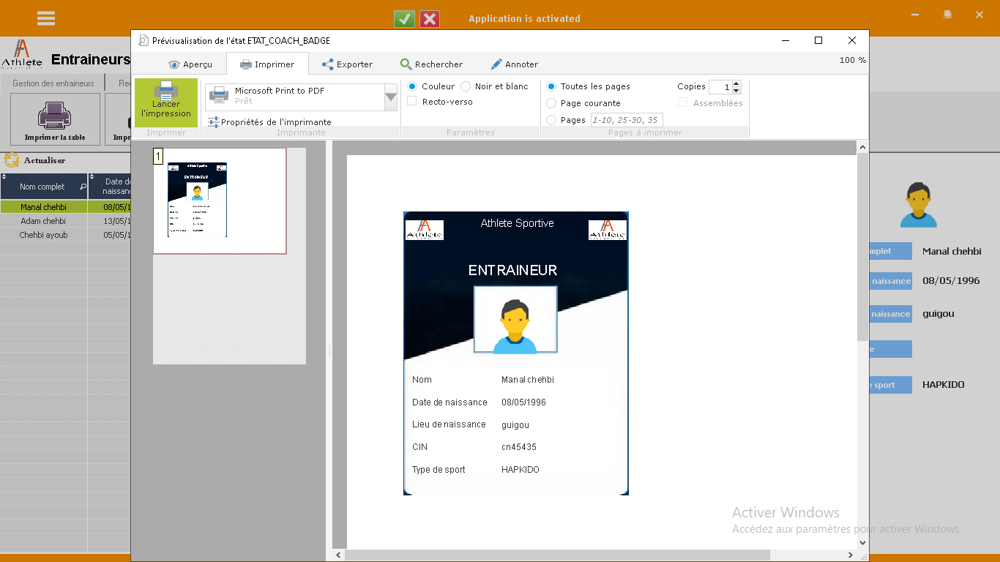 Application is activated
Prévisualisation de l'état ETAT_COACH_BADGE
Athlete
Entraineurs
Aperçu
Imprimer
Exporter
Rechercher
Annoter
100 %
Gestion des entraineurs
Lancer
l'impression
Imprimer
Microsoft Print to PDF
Prêt
Propriétés de l'imprimante
Imprimante
Couleur
Noir et blanc
Recto-verso
Paramètres
Toutes les pages
Page courante
Pages
1-10, 25-30, 35
Copies
1
Assemblées
Pages à imprimer
Imprimer la table
Actualiser
Nom complet
Date de
Manal chehbi
08/05/1
Adam chehbi
13/05/1
Chehbi ayoub
05/05/1
1
Athlete Sportive
ENTRAINEUR
Athlete
Athlete Sportive
Athlete
ENTRAINEUR
Nom
Manal chehbi
Date de naissance
08/05/1996
Lieu de naissance
guigou
CIN
cn45435
Type de sport
HAPKIDO
mplet
Manal chehbi
naissance
08/05/1996
naissance
guigou
e
e sport
HAPKIDO
Activer Windows
Accédez aux paramètres pour activer Windows.